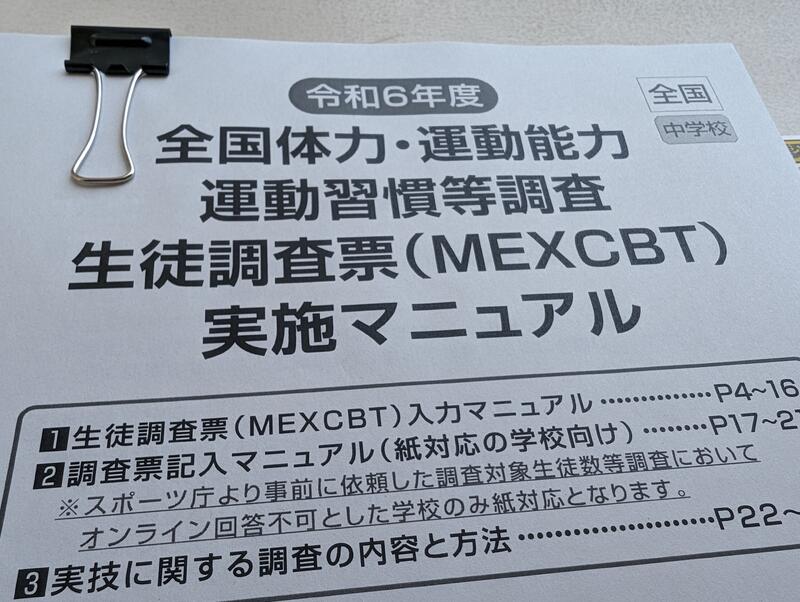 令和6年度
全国
中学校
全国体力・運動能力
運動習慣等調査
生徒調査票(MEXCBT)
実施マニュアル
1 生徒調査票(MEXCBT)入力マニュアル ……………P4~16
2 調査票記入マニュアル(紙対応の学校向け) …………P17~2
※スポーツ庁より事前に依頼した調査対象生徒数等調査において
オンライン回答不可とした学校のみ紙対応となります。
3 実技に関する調査の内容と方法 ……………………P22~